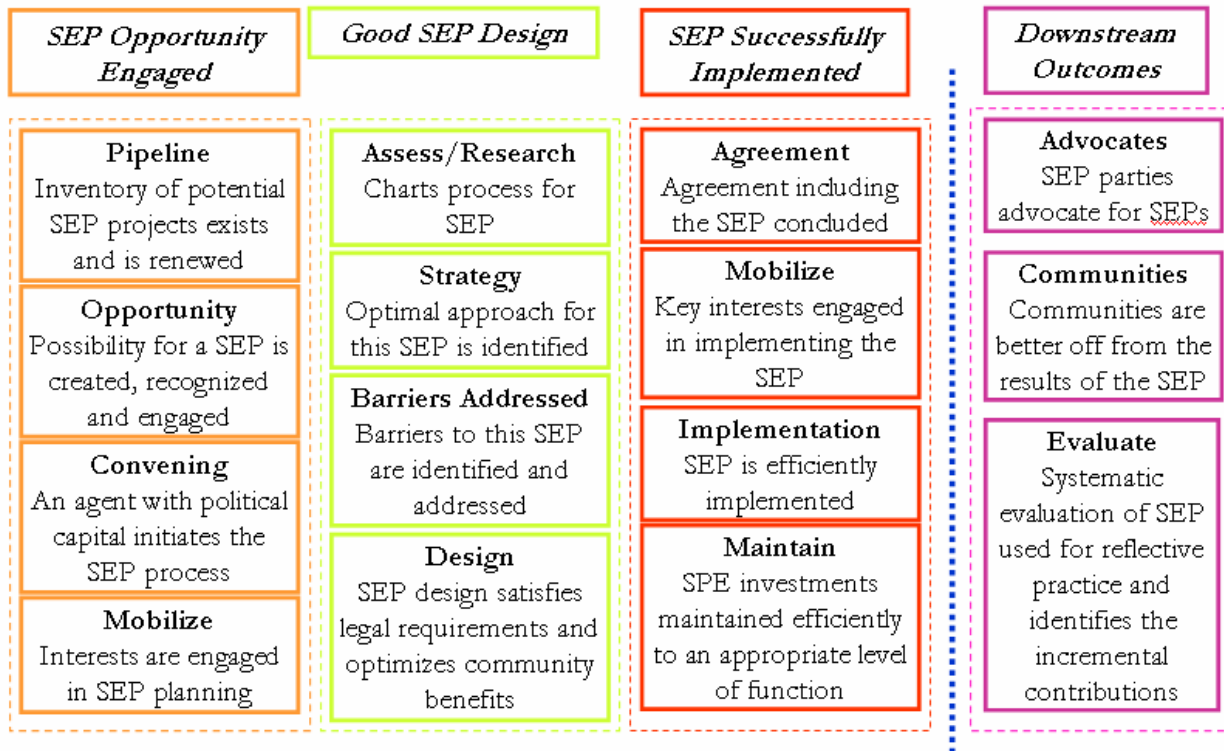 SEP Opportunity
Engaged
Pipeline
Inventory of potential
SEP projects exists
and is renewed
Opportunity
Possibility for a SEP is
created, recognized
and engaged
Convening
An agent with political
capital initiates the
SEP process
Mobilize
Interests are engaged
in SEP planning
Good SEP Design
Assess/Research
Charts process for
SEP
Strategy
Optimal approach for
this SEP is identified
Barriers Addressed
Barriers to this SEP
are identified and
addressed
Design
SEP design satisfies
legal requirements and
optimizes community
benefits
SEP Successfully
Implemented
Agreement
Agreement including
the SEP concluded
Mobilize
Key interests engaged
in implementing the
SEP
Implementation
SEP is efficiently
implemented
Maintain
SPE investments
maintained efficiently
to an appropriate level
of function
Downstream
Outcomes
Advocates
SEP parties
advocate for SEPs
Communities
Communities are
better off from the
results of the SEP
Evaluate
Systematic
evaluation of SEP
used for reflective
practice and
identifies the
incremental
contributions